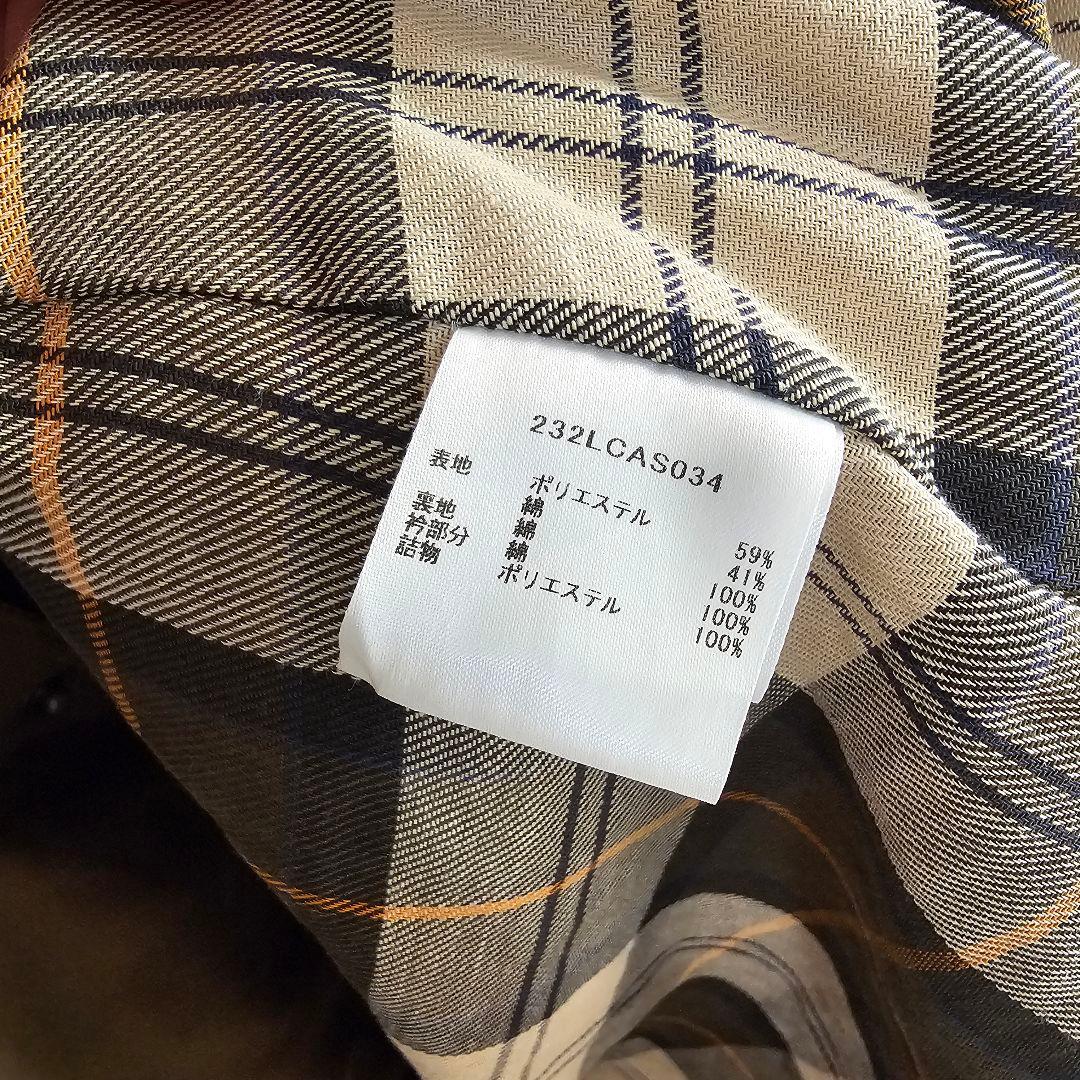 232LCAS034
表地 ポリエステル 59%
綿 41%
裏地 綿 100%
衿部分 綿 100%
詰物 ポリエステル 100%